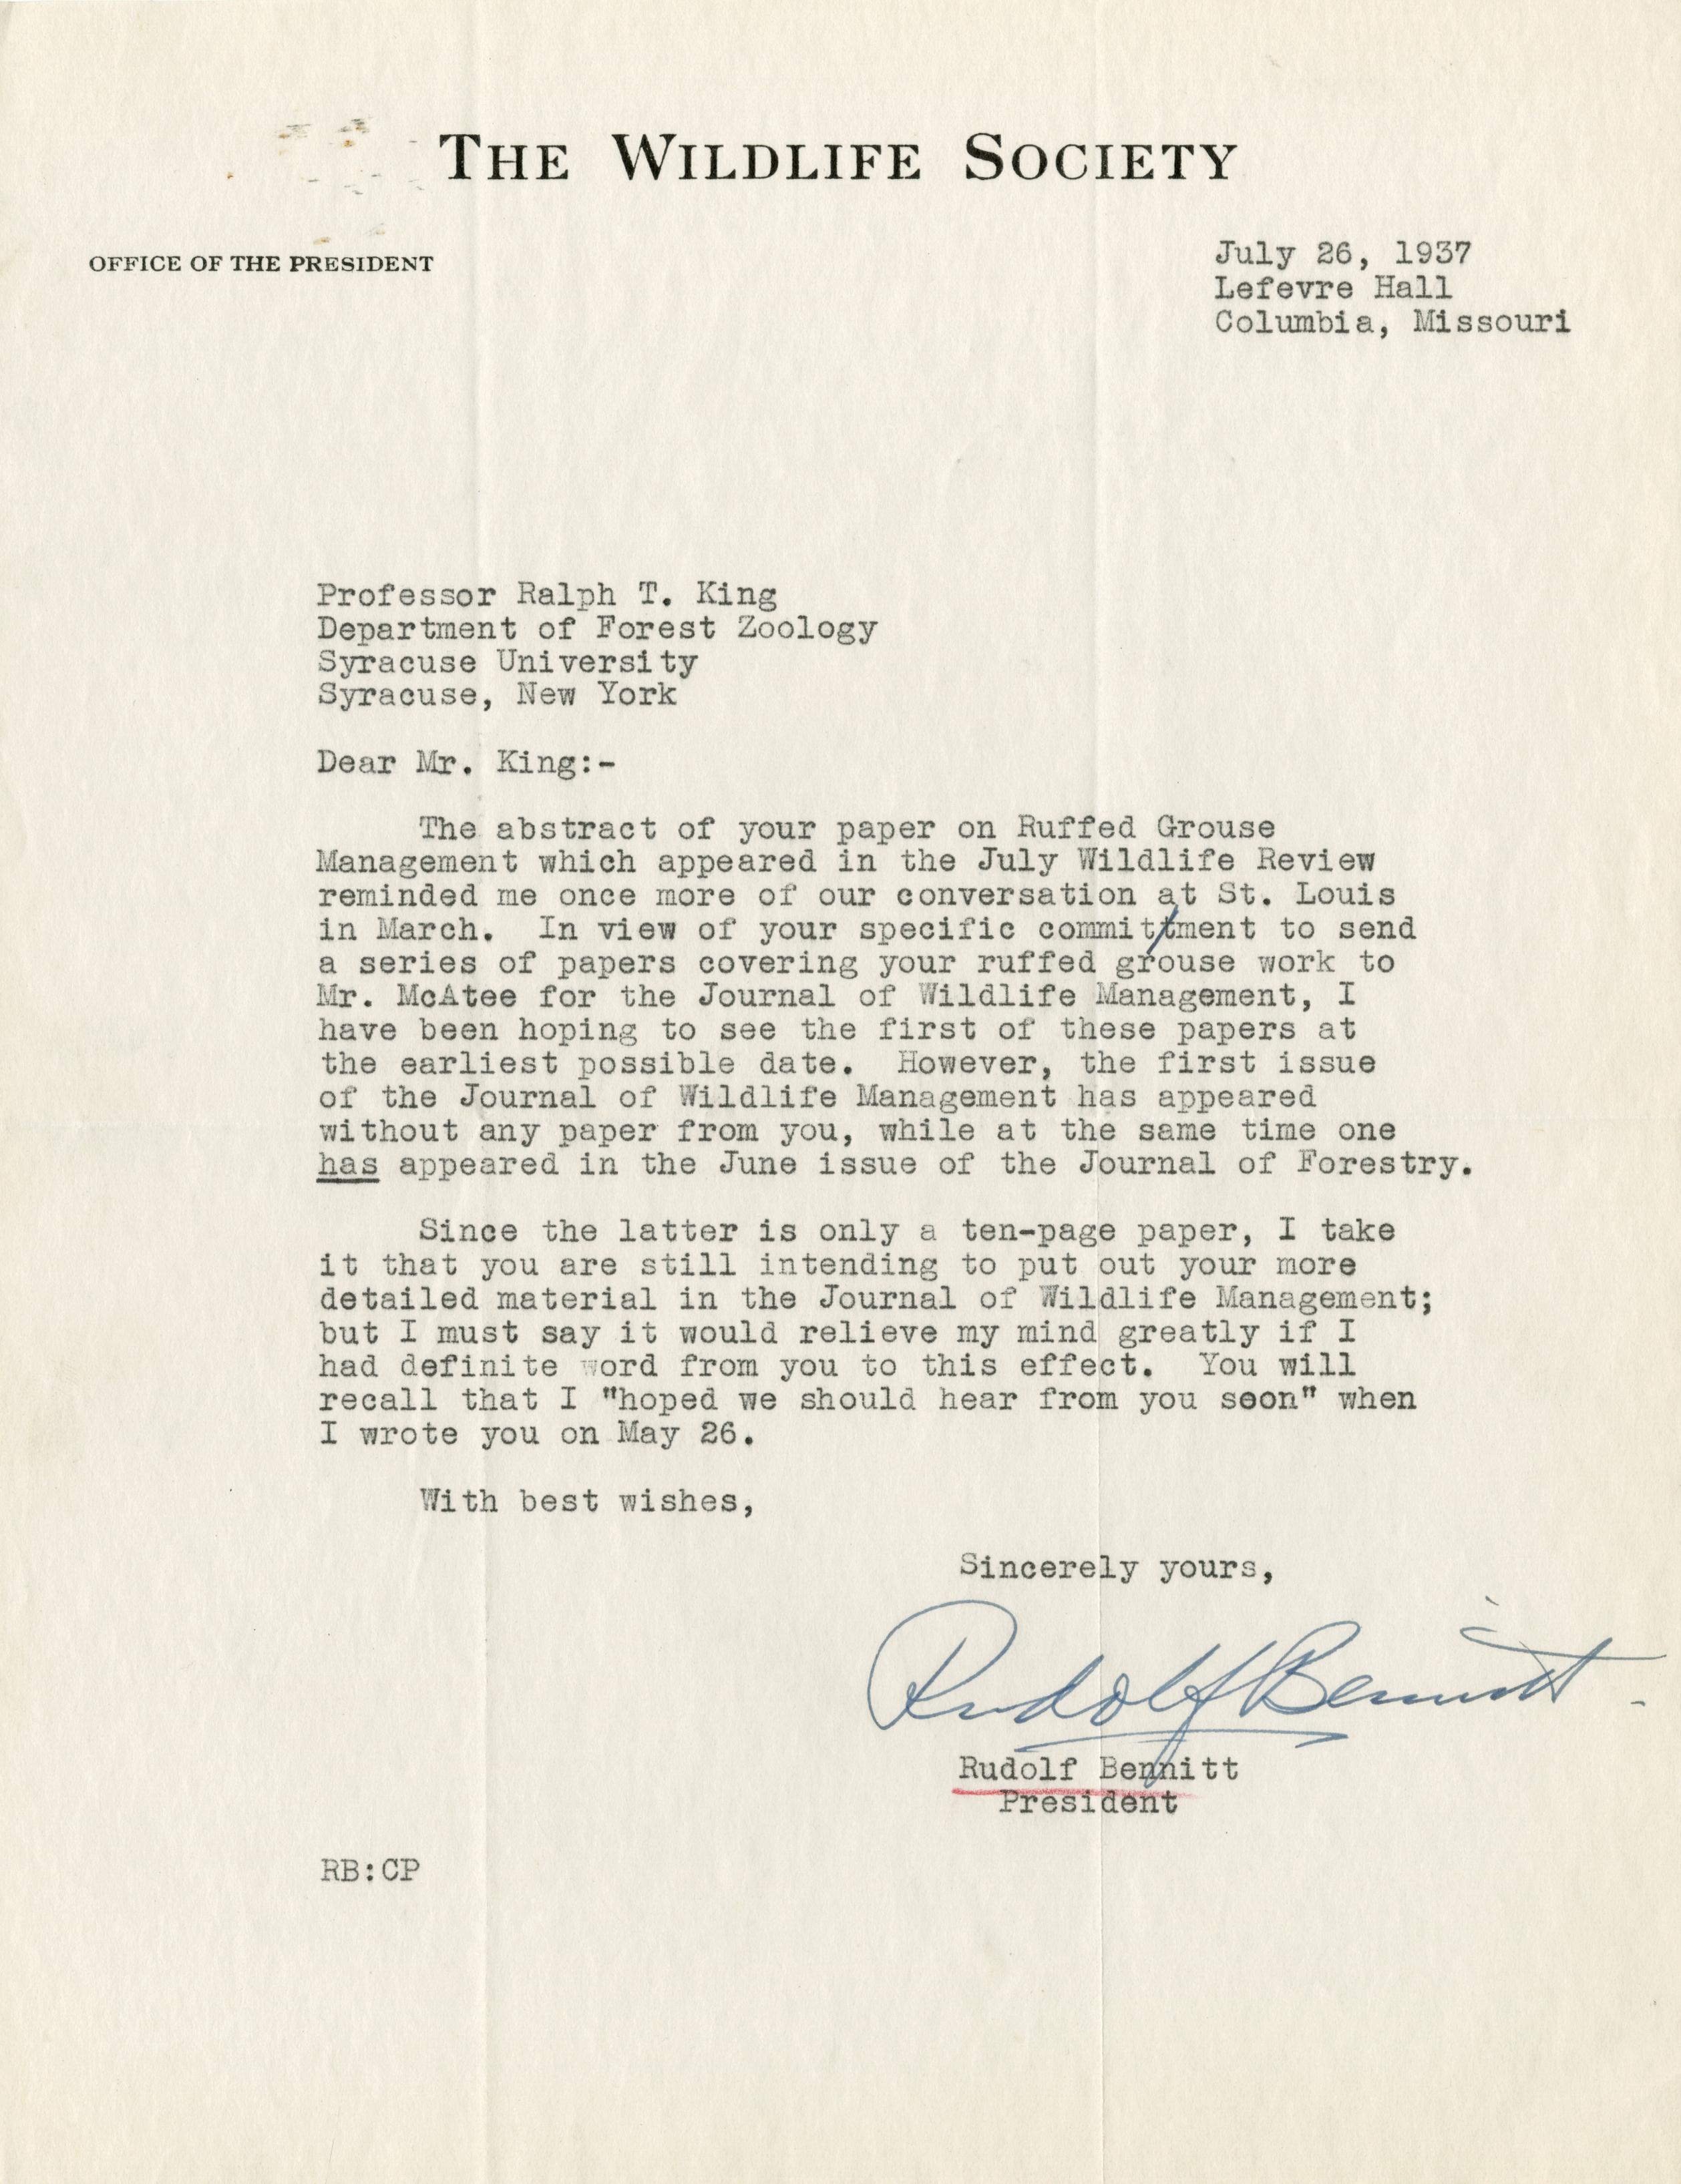 THE WILDLIFE SOCIETY
OFFICE OF THE PRESIDENT
July 26, 1937
Lefevre Hall
Columbia, Missouri
Professor Ralph T. King
Department of Forest Zoology
Syracuse University
Syracuse, New York
Dear Mr. King:-
The abstract of your paper on Ruffed Grouse
Management which appeared in the July Wildlife Review
reminded me once more of our conversation at St. Louis
in March. In view of your specific committment to send
a series of papers covering your ruffed grouse work to
Mr. McAtee for the Journal of Wildlife Management, I
have been hoping to see the first of these papers at
the earliest possible date. However, the first issue
of the Journal of Wildlife Management has appeared
without any paper from you, while at the same time one
has appeared in the June issue of the Journal of Forestry.
Since the latter is only a ten-page paper, I take
it that you are still intending to put out your more
detailed material in the Journal of Wildlife Management;
but I must say it would relieve my mind greatly if I
had definite word from you to this effect. You will
recall that I "hoped we should hear from you soon" when
I wrote you on May 26.
With best wishes,
Sincerely yours,
Rudolf Bennitt
Rudolf Bennitt
President
RB:CP